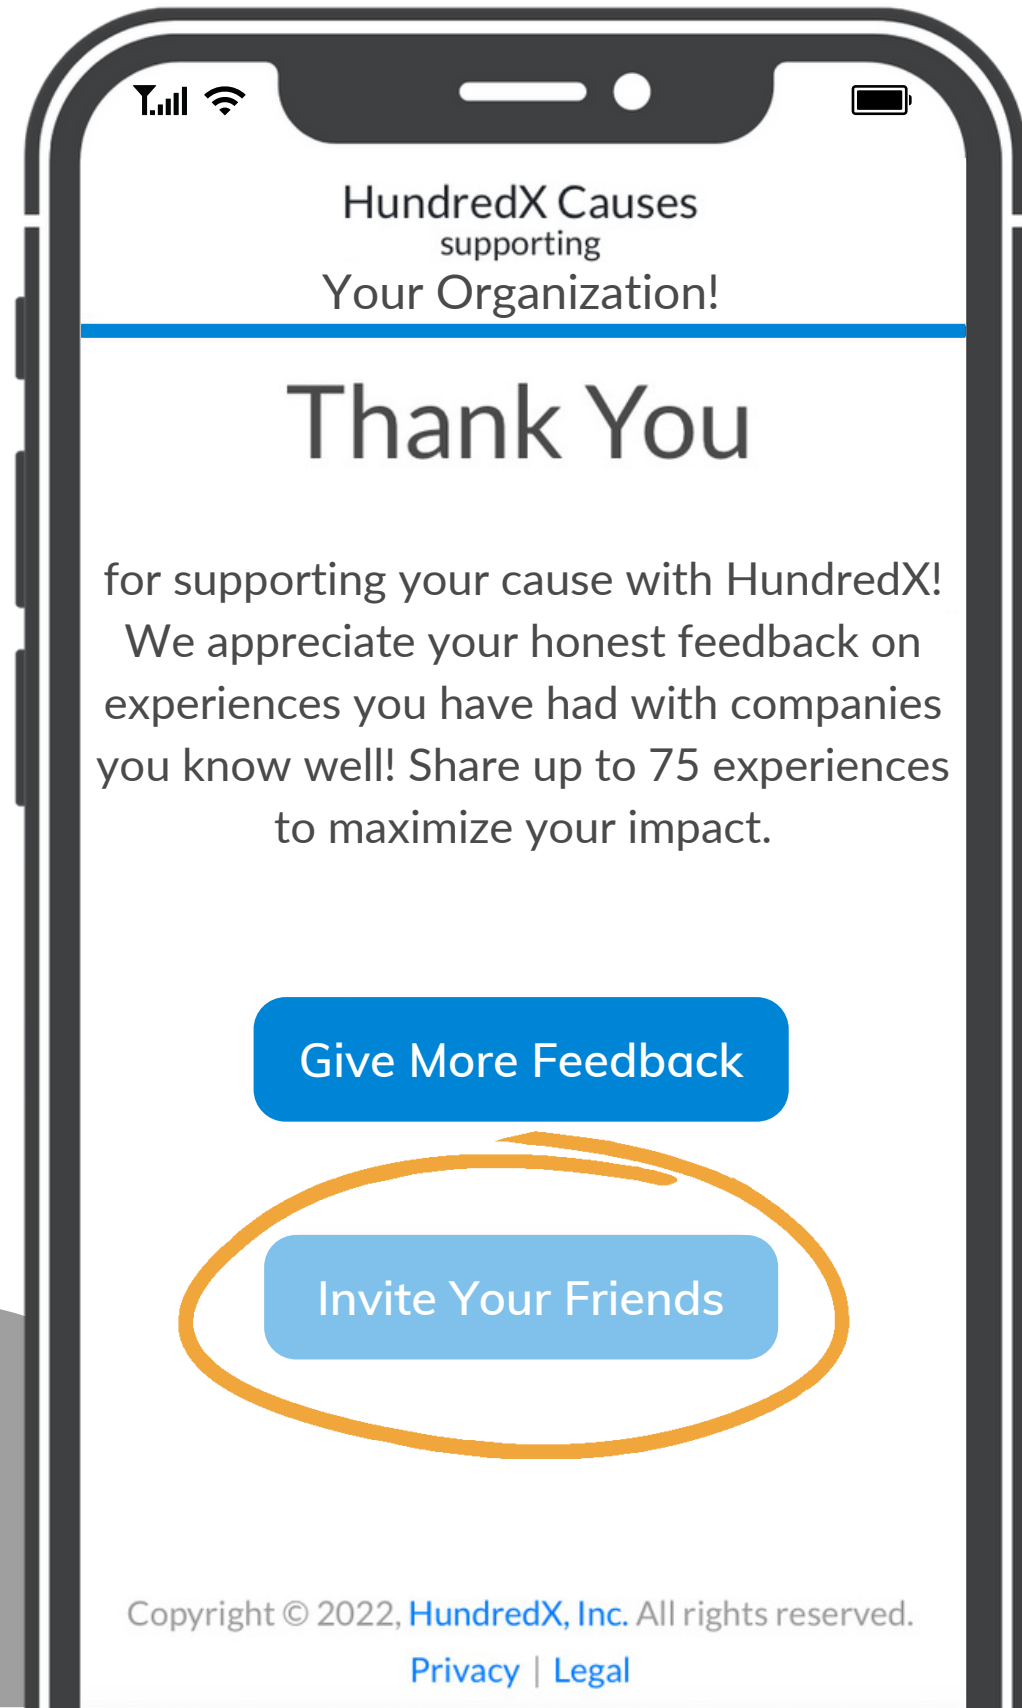 HundredX Causes
supporting
Your Organization!
Thank You
for supporting your cause with HundredX!
We appreciate your honest feedback on
experiences you have had with companies
you know well! Share up to 75 experiences
to maximize your impact.
Give More Feedback
Invite Your Friends
Copyright © 2022, HundredX, Inc. All rights reserved.
Privacy | Legal